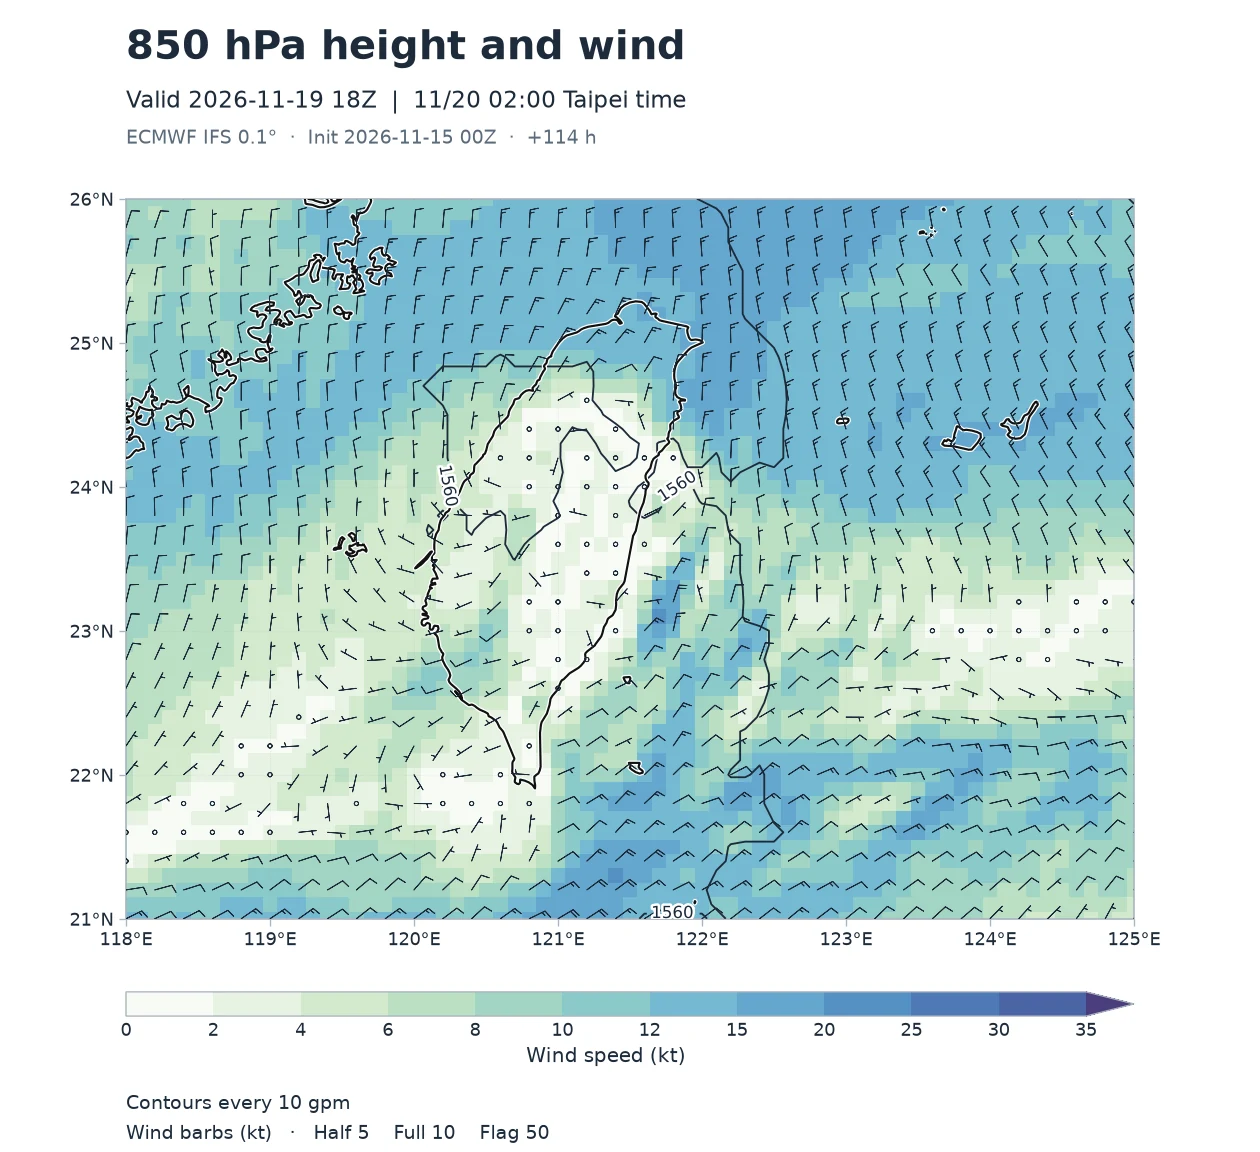 850 hPa height and wind
Valid 2026-11-19 18Z | 11/20 02:00 Taipei time
ECMWF IFS 0.1° · Init 2026-11-15 00Z · +114 h
26°N
25°N
24°N
23°N
22°N
21°N
1560
1560
1560
118°E 119°E 120°E 121°E 122°E 123°E 124°E 125°E
0 2 4 6 8 10 12 15 20 25 30 35
Wind speed (kt)
Contours every 10 gpm
Wind barbs (kt) · Half 5 Full 10 Flag 50